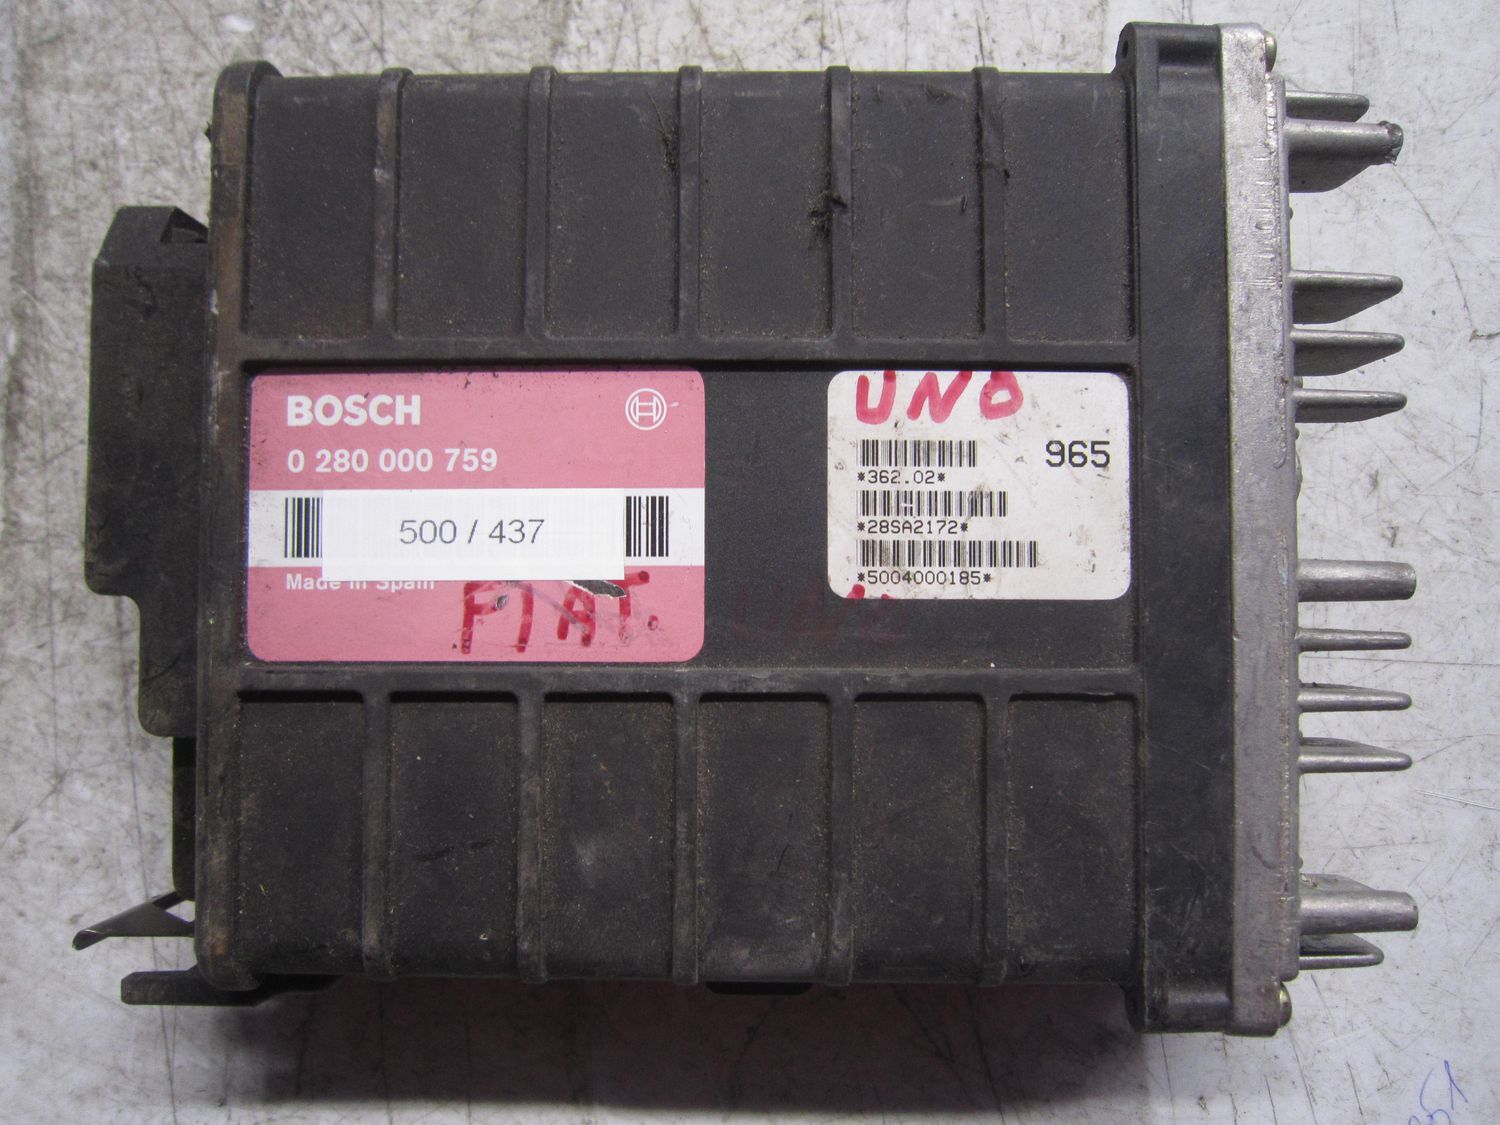 BOSCH
0 280 000 759
500 / 437
Made in Spain
FIAT.
UNO
965
*362.02*
*28SA2172*
*5004000185*